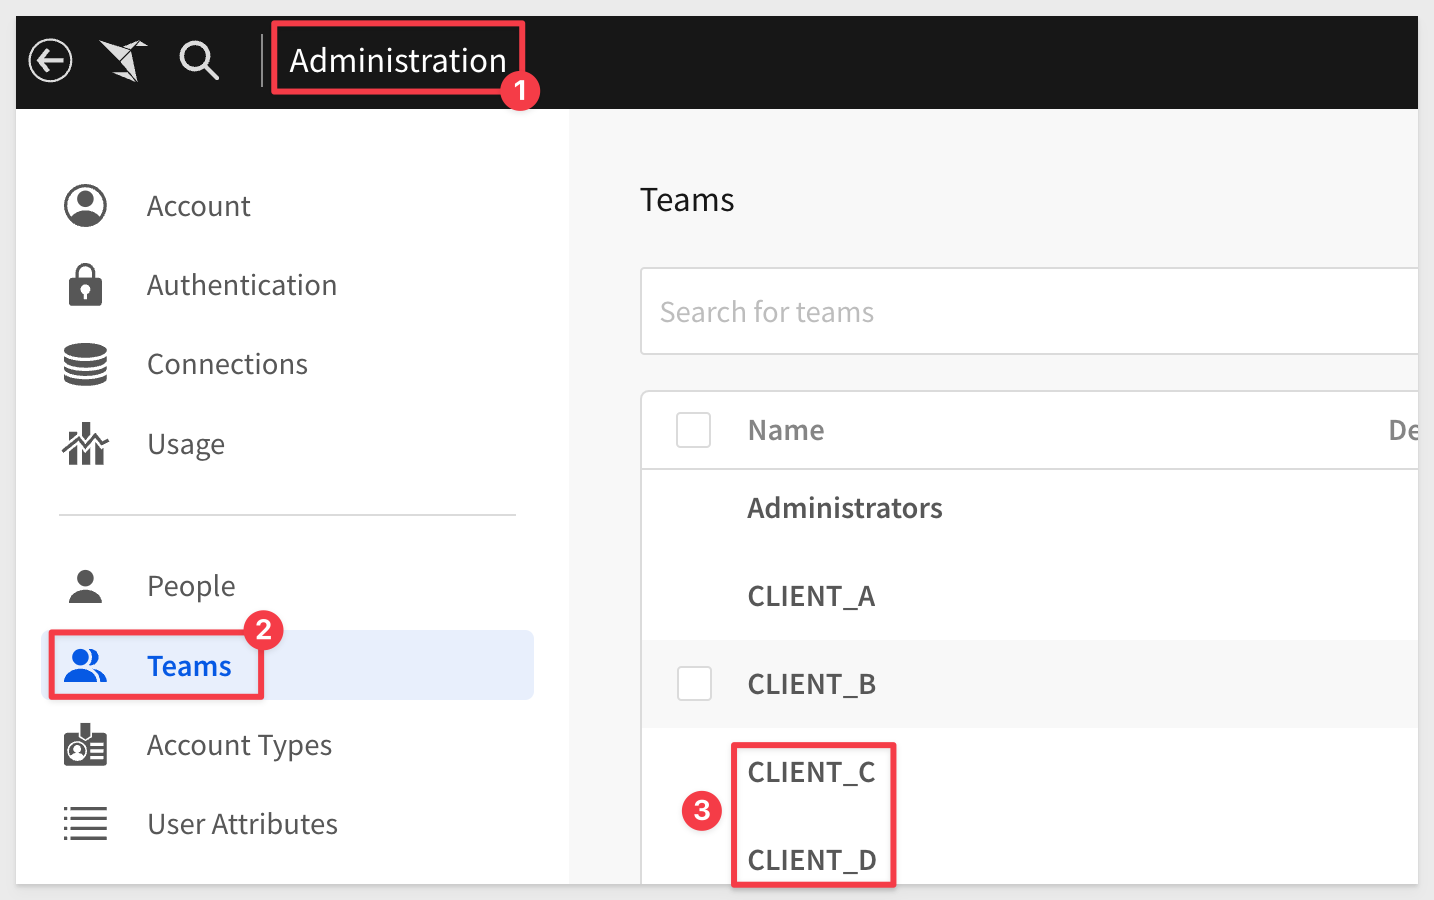 Administration
1
Account
Authentication
Connections
Usage
People
2
Teams
Account Types
User Attributes
Teams
Search for teams
Name
De
Administrators
CLIENT_A
CLIENT_B
3
CLIENT_C
CLIENT_D